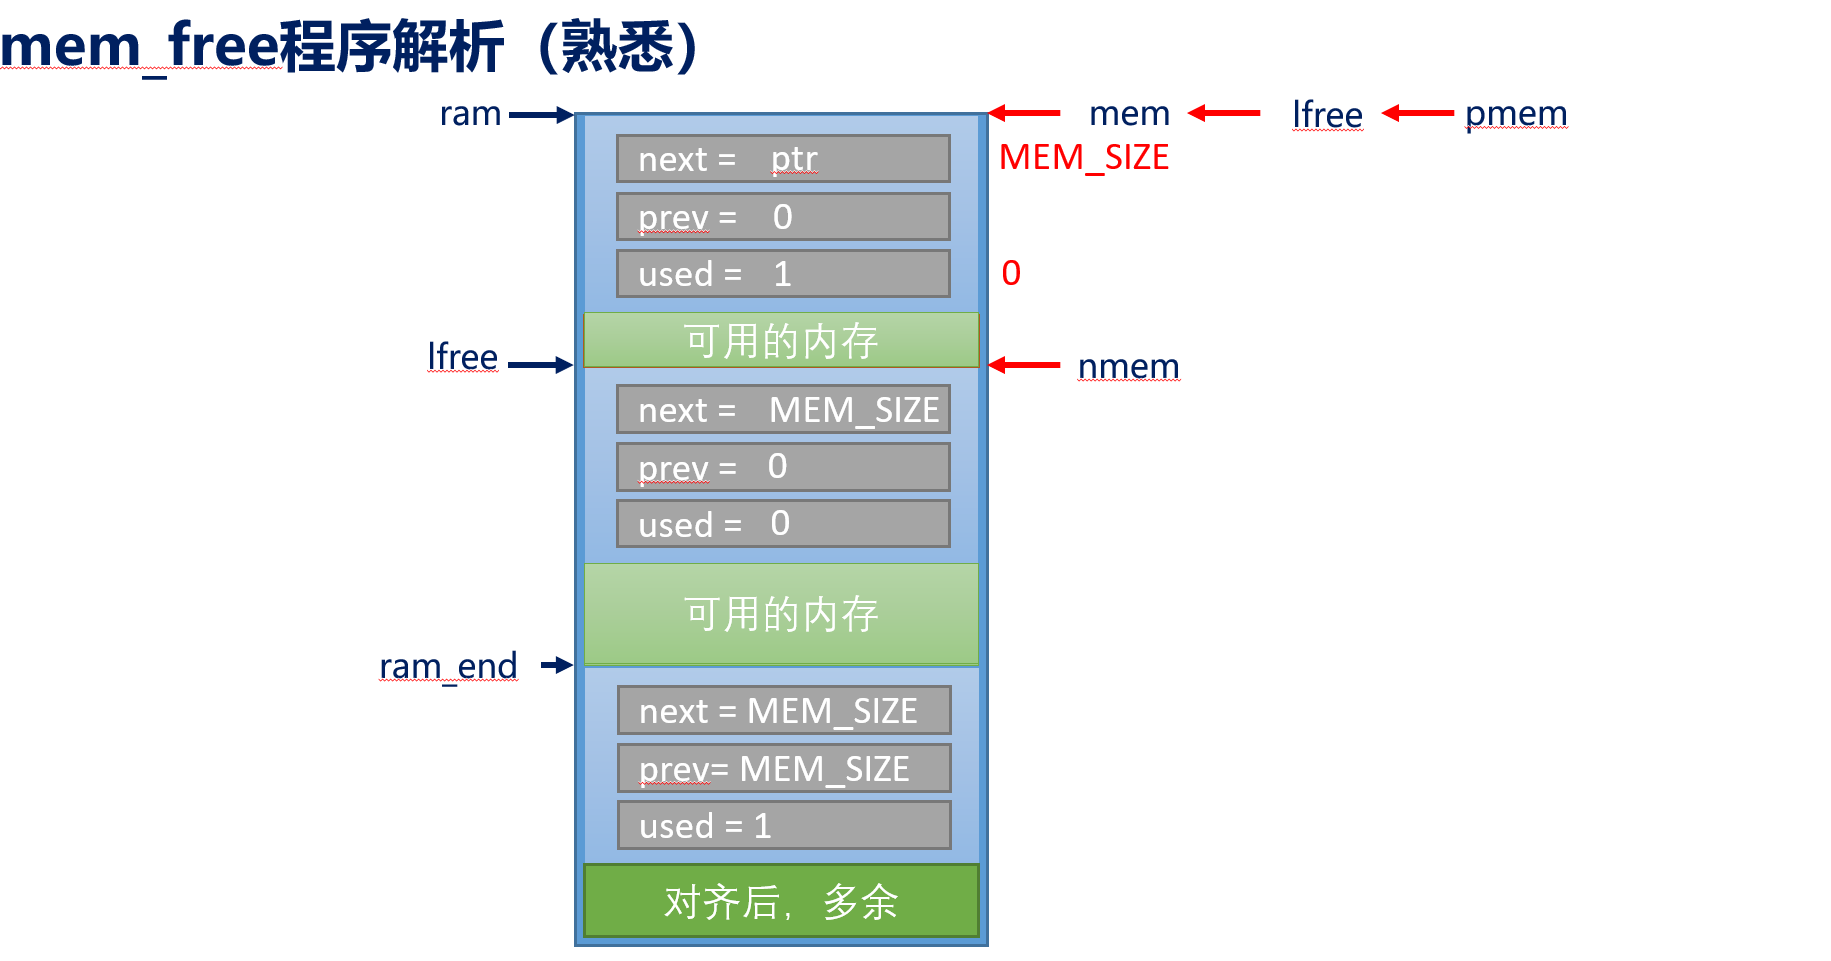 mem_free程序解析（熟悉）
ram
mem
lfree
pmem
next = ptr
MEM_SIZE
prev = 0
used = 1
0
可用的内存
lfree
nmem
next = MEM_SIZE
prev = 0
used = 0
可用的内存
ram_end
next = MEM_SIZE
prev= MEM_SIZE
used = 1
对齐后，多余